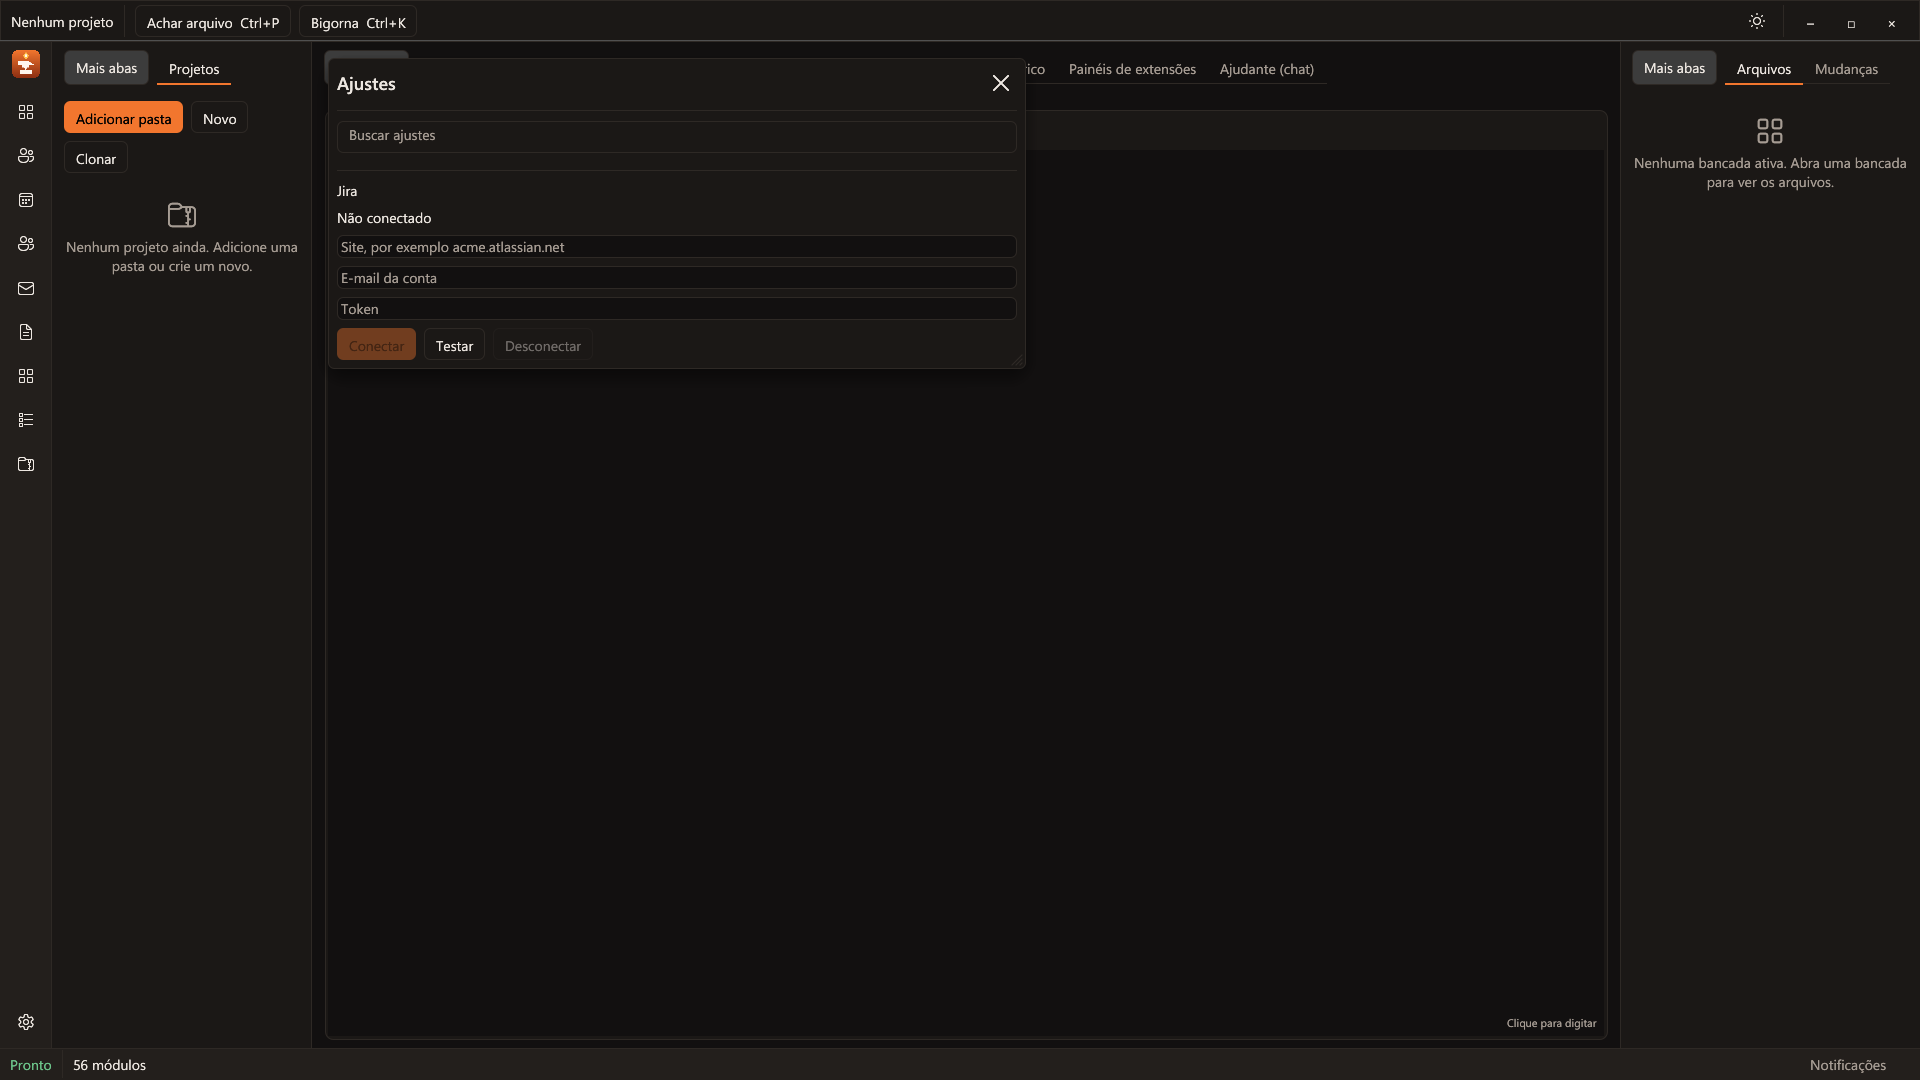 Nenhum projeto
Achar arquivo Ctrl+P
Bigorna Ctrl+K
Mais abas
Projetos
Adicionar pasta
Novo
Clonar
Nenhum projeto ainda. Adicione uma
pasta ou crie um novo.
Ajustes
Buscar ajustes
Jira
Não conectado
Site, por exemplo acme.atlassian.net
E-mail da conta
Token
Conectar
Testar
Desconectar
Painéis de extensões
Ajudante (chat)
Clique para digitar
Mais abas
Arquivos
Mudanças
Nenhuma bancada ativa. Abra uma bancada
para ver os arquivos.
Pronto
56 módulos
Notificações